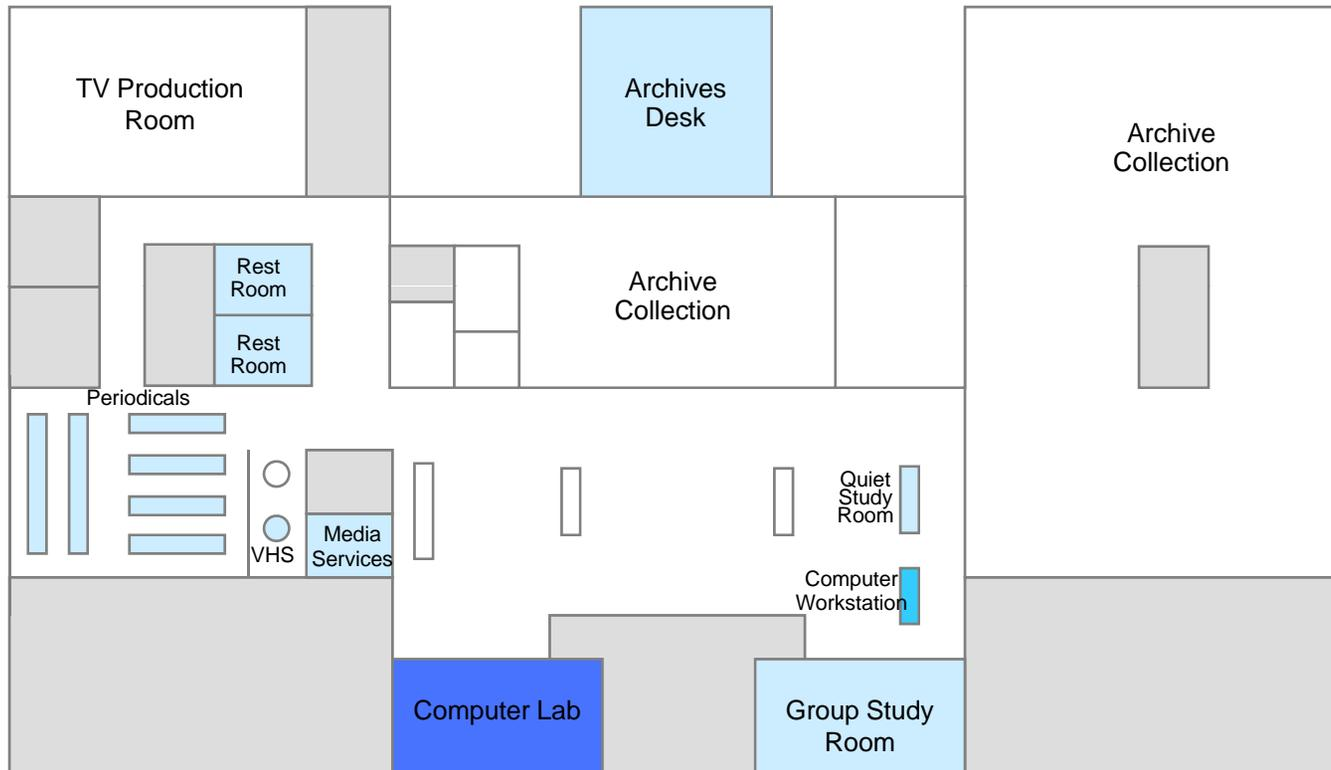 TV Production
Room
Archives
Desk
Archive
Collection
Rest
Room
Rest
Room
Archive
Collection
Periodicals
VHS
Media
Services
Quiet
Study
Room
Computer
Workstation
Computer Lab
Group Study
Room